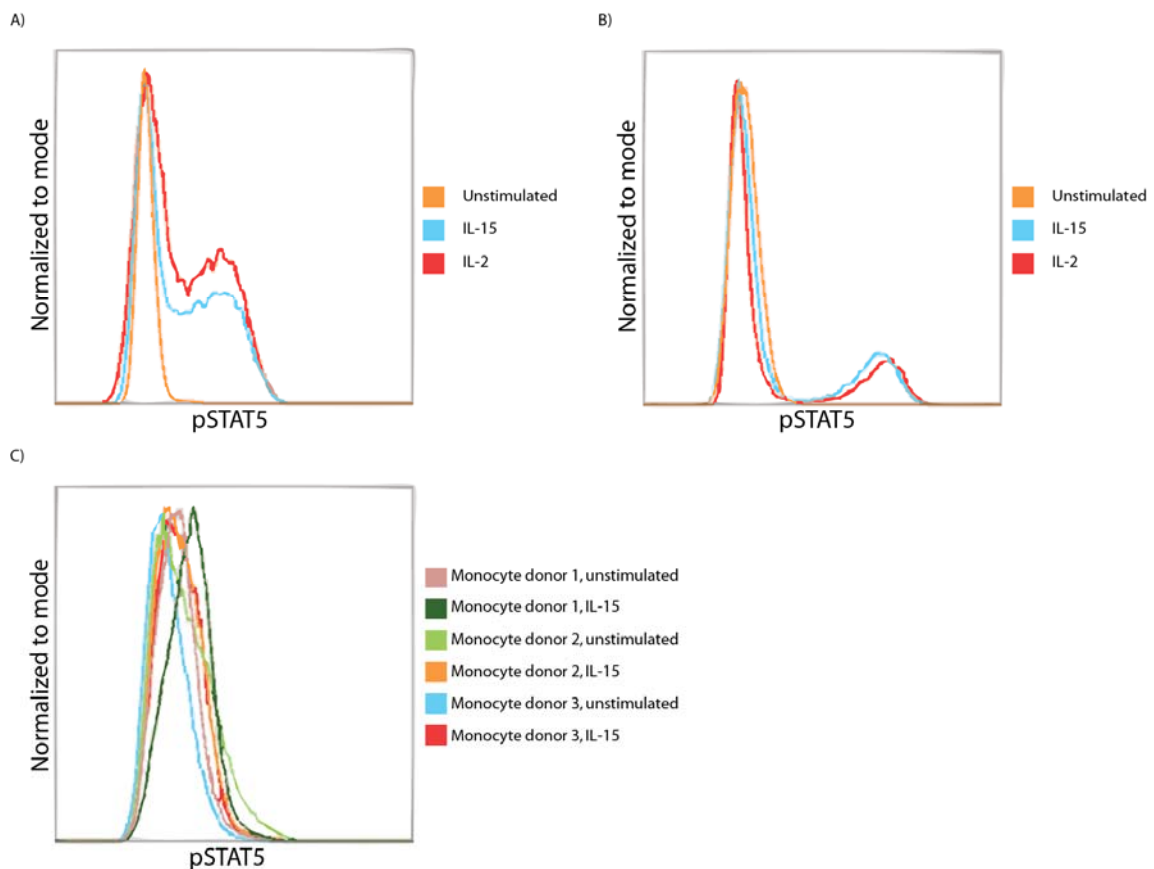 A)
Normalized to mode
pSTAT5
Unstimulated
IL-15
IL-2
B)
Normalized to mode
pSTAT5
Unstimulated
IL-15
IL-2
C)
Normalized to mode
pSTAT5
Monocyte donor 1, unstimulated
Monocyte donor 1, IL-15
Monocyte donor 2, unstimulated
Monocyte donor 2, IL-15
Monocyte donor 3, unstimulated
Monocyte donor 3, IL-15